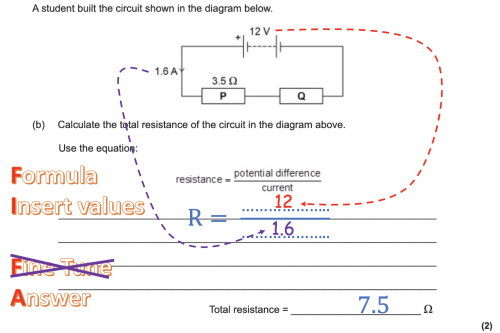 A student built the circuit shown in the diagram below.
+ 12 V
1.6 A
3.5 Ω
P Q
(b) Calculate the total resistance of the circuit in the diagram above.
Use the equation:
Formula
resistance = potential difference
current
Insert values
R = 12
1.6
Fine Tune
Answer
Total resistance = 7.5 Ω
(2)